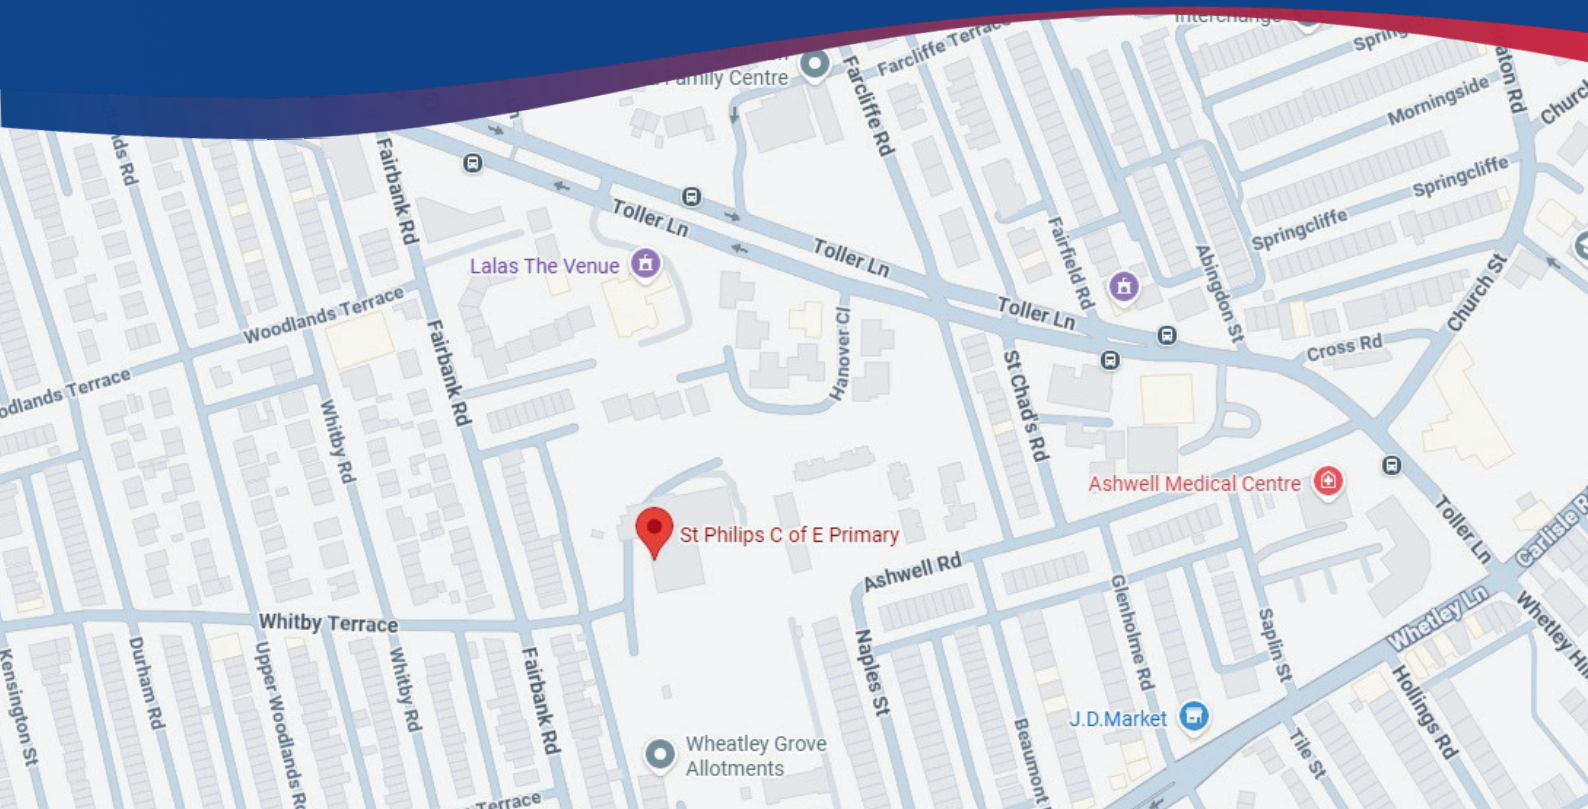 Family Centre
Farcliffe Terrace
Farcliffe Rd
Morningside
Springcliffe
Springcliffe
Church St
Fairbank Rd
Toller Ln
Toller Ln
Toller Ln
Lalas The Venue
Fairfield Rd
Abingdon St
Cross Rd
Woodlands Terrace
Fairbank Rd
Hanover Cl
St Chad's Rd
Whitby Rd
Ashwell Medical Centre
Toller Ln
Carlisle R
St Philips C of E Primary
Ashwell Rd
Glenholme Rd
Whetley Ln
Saplin St
Whitby Terrace
Durham Rd
Upper Woodlands R
Whitby Rd
Fairbank Rd
Naples St
Kensington St
Hollings Rd
J.D.Market
Beaumont
Tile St
Wheatley Grove
Allotments
Terrace